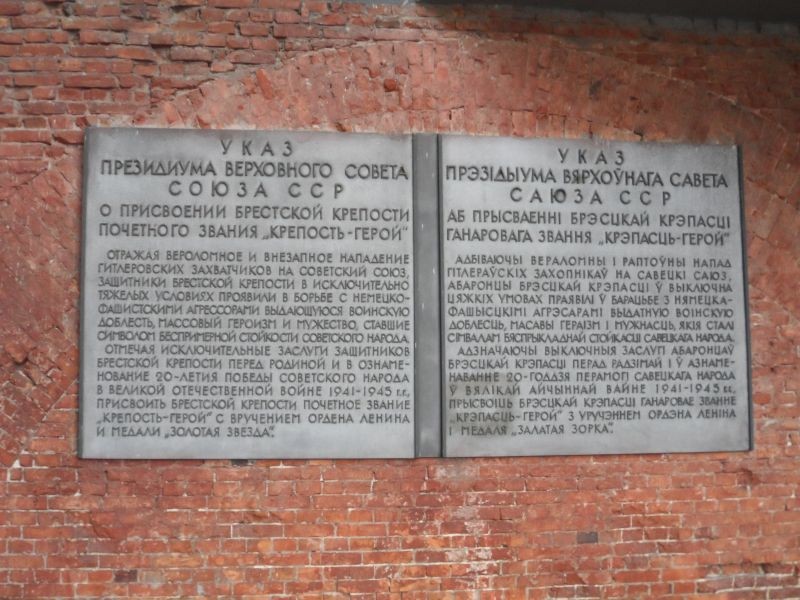 УКАЗ
ПРЕЗИДИУМА ВЕРХОВНОГО СОВЕТА
СОЮЗА ССР
О ПРИСВОЕНИИ БРЕСТСКОЙ КРЕПОСТИ
ПОЧЕТНОГО ЗВАНИЯ „КРЕПОСТЬ-ГЕРОЙ"
ОТРАЖАЯ ВЕРОЛОМНОЕ И ВНЕЗАПНОЕ НАПАДЕНИЕ
ГИТЛЕРОВСКИХ ЗАХВАТЧИКОВ НА СОВЕТСКИЙ СОЮЗ,
ЗАЩИТНИКИ БРЕСТСКОЙ КРЕПОСТИ В ИСКЛЮЧИТЕЛЬНО
ТЯЖЕЛЫХ УСЛОВИЯХ ПРОЯВИЛИ В БОРЬБЕ С НЕМЕЦКО-
ФАШИСТСКИМИ АГРЕССОРАМИ ВЫДАЮЩУЮСЯ ВОИНСКУЮ
ДОБЛЕСТЬ, МАССОВЫЙ ГЕРОИЗМ И МУЖЕСТВО, СТАВШИЕ
СИМВОЛОМ БЕСПРИМЕРНОЙ СТОЙКОСТИ СОВЕТСКОГО НАРОДА.
ОТМЕЧАЯ ИСКЛЮЧИТЕЛЬНЫЕ ЗАСЛУГИ ЗАЩИТНИКОВ
БРЕСТСКОЙ КРЕПОСТИ ПЕРЕД РОДИНОЙ И В ОЗНАМЕ-
НОВАНИЕ 20-ЛЕТИЯ ПОБЕДЫ СОВЕТСКОГО НАРОДА
В ВЕЛИКОЙ ОТЕЧЕСТВЕННОЙ ВОЙНЕ 1941-1945 г.г.,
ПРИСВОИТЬ БРЕСТСКОЙ КРЕПОСТИ ПОЧЕТНОЕ ЗВАНИЕ
„КРЕПОСТЬ-ГЕРОЙ" С ВРУЧЕНИЕМ ОРДЕНА ЛЕНИНА
И МЕДАЛИ „ЗОЛОТАЯ ЗВЕЗДА".
УКАЗ
ПРЭЗІДЫУМА ВЯРХОЎНАГА САВЕТА
САЮЗА ССР
АБ ПРЫСВАЕННІ БРЭСЦКАЙ КРЭПАСЦІ
ГАНАРОВАГА ЗВАННЯ „КРЭПАСЦЬ-ГЕРОЙ"
АДБІВАЮЧЫ ВЕРАЛОМНЫ І РАПТОЎНЫ НАПАД
ГІТЛЕРАЎСКІХ ЗАХОПНІКАЎ НА САВЕЦКІ САЮЗ,
АБАРОНЦЫ БРЭСЦКАЙ КРЭПАСЦІ Ў ВЫКЛЮЧНА
ЦЯЖКІХ УМОВАХ ПРАЯВІЛІ Ў БАРАЦЬБЕ З НЯМЕЦКА-
ФАШЫСЦКІМІ АГРЭСАРАМІ ВЫДАТНУЮ ВОІНСКУЮ
ДОБЛЕСЦЬ, МАСАВЫ ГЕРАІЗМ І МУЖНАСЦЬ, ЯКІЯ СТАЛІ
СІМВАЛАМ БЯСПРЫКЛАДНАЙ СТОЙКАСЦІ САВЕЦКАГА НАРОДА.
АДЗНАЧАЮЧЫ ВЫКЛЮЧНЫЯ ЗАСЛУГІ АБАРОНЦАЎ
БРЭСЦКАЙ КРЭПАСЦІ ПЕРАД РАДЗІМАЙ І Ў АЗНАМЕ-
НАВАННЕ 20-ГОДДЗЯ ПЕРАМОГІ САВЕЦКАГА НАРОДА
Ў ВЯЛІКАЙ АЙЧЫННАЙ ВАЙНЕ 1941-1945 г.г.,
ПРЫСВОІЦЬ БРЭСЦКАЙ КРЭПАСЦІ ГАНАРОВАЕ ЗВАННЕ
„КРЭПАСЦЬ-ГЕРОЙ" З УРУЧЭННЕМ ОРДЭНА ЛЕНІНА
І МЕДАЛЯ „ЗАЛАТАЯ ЗОРКА".